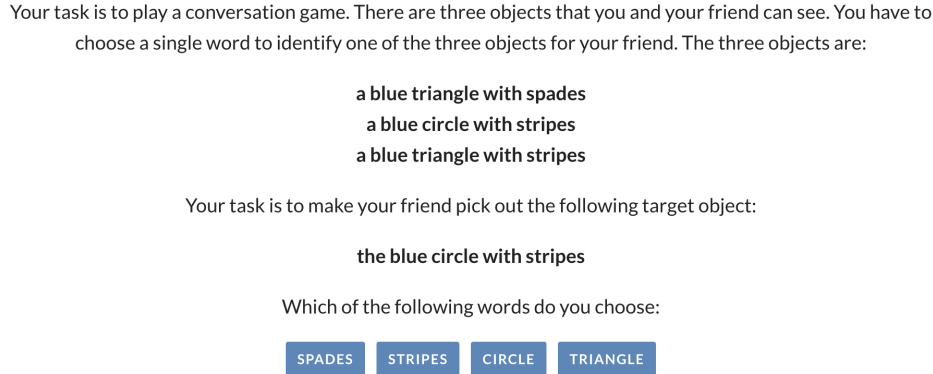 Your task is to play a conversation game. There are three objects that you and your friend can see. You have to
choose a single word to identify one of the three objects for your friend. The three objects are:
a blue triangle with spades
a blue circle with stripes
a blue triangle with stripes
Your task is to make your friend pick out the following target object:
the blue circle with stripes
Which of the following words do you choose:
SPADES STRIPES CIRCLE TRIANGLE